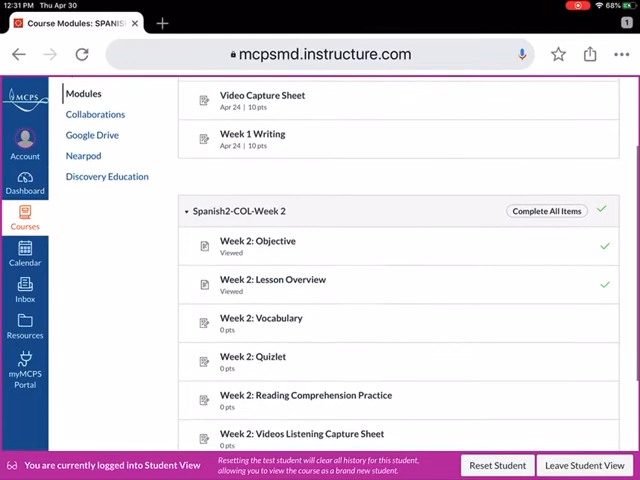 12:31 PM Thu Apr 30
68%
Course Modules: SPANIS
1
mcpsmd.instructure.com
MCPS
Account
Dashboard
Courses
Calendar
Inbox
Resources
myMCPS
Portal
Modules
Collaborations
Google Drive
Nearpod
Discovery Education
Video Capture Sheet
Apr 24 | 10 pts
Week 1 Writing
Apr 24 | 10 pts
Spanish2-COL-Week 2
Complete All Items
Week 2: Objective
Viewed
Week 2: Lesson Overview
Viewed
Week 2: Vocabulary
0 pts
Week 2: Quizlet
0 pts
Week 2: Reading Comprehension Practice
0 pts
Week 2: Videos Listening Capture Sheet
0 pts
You are currently logged into Student View
Resetting the test student will clear all history for this student,
allowing you to view the course as a brand new student.
Reset Student
Leave Student View